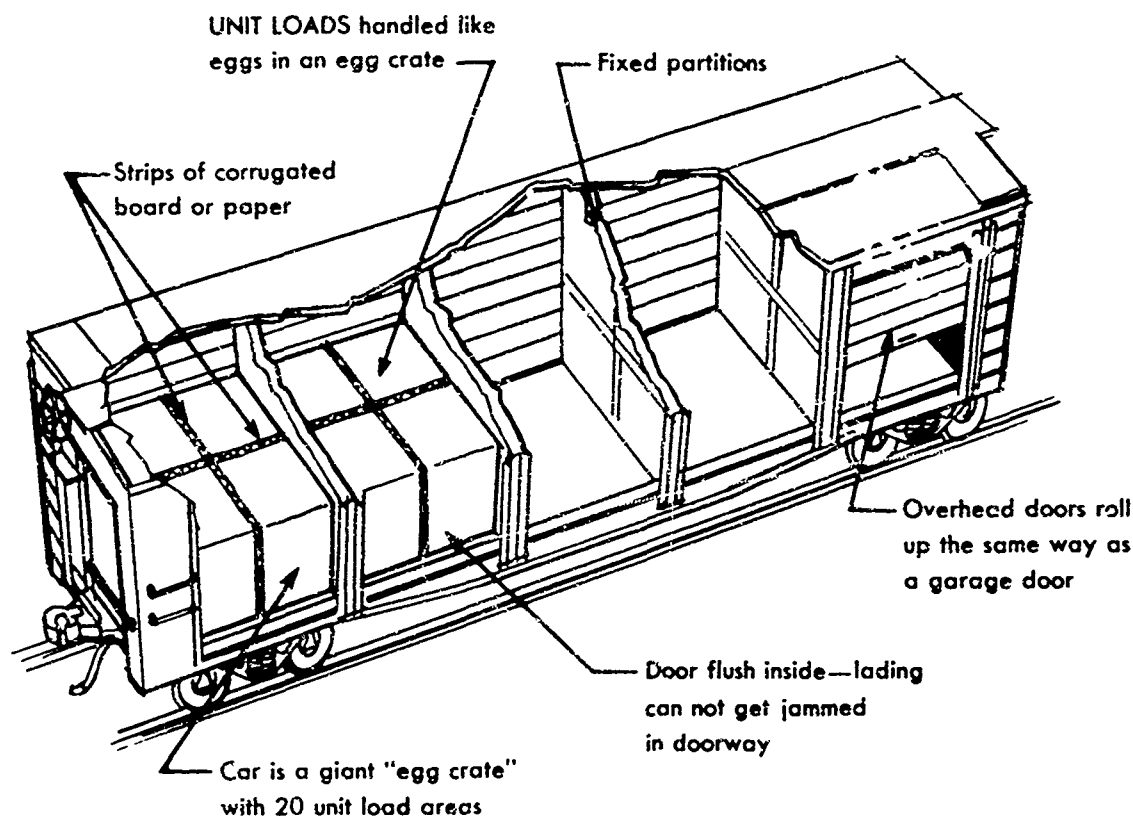 UNIT LOADS handled like
eggs in an egg crate
Fixed partitions
Strips of corrugated
board or paper
Overhead doors roll
up the same way as
a garage door
Door flush inside—lading
can not get jammed
in doorway
Car is a giant "egg crate"
with 20 unit load areas